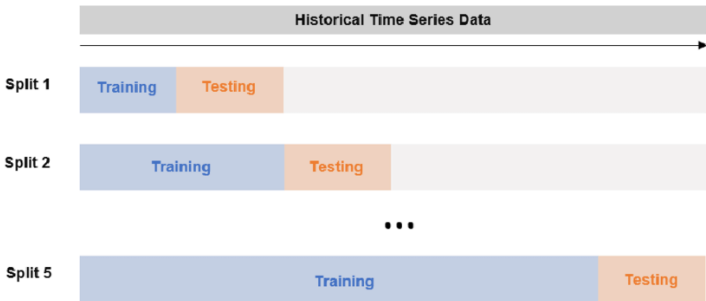 Historical Time Series Data
Split 1
Training
Testing
Split 2
Training
Testing
...
Split 5
Training
Testing